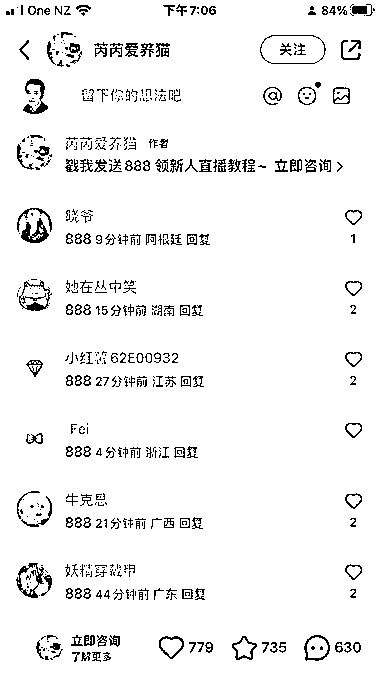 One NZ 下午7:06 84%
芮芮爱养猫 关注
留下你的想法吧
芮芮爱养猫 作者
戳我发送888 领新人直播教程~ 立即咨询 >
晓爷
888 9分钟前 阿根廷 回复
1
她在丛中笑
888 15分钟前 湖南 回复
2
小红薯62E00932
888 27分钟前 江苏 回复
2
Fei
888 4分钟前 浙江 回复
牛克思
888 21分钟前 广西 回复
2
妖精穿裁甲
888 44分钟前 广东 回复
2
立即咨询
了解更多
779 735 630